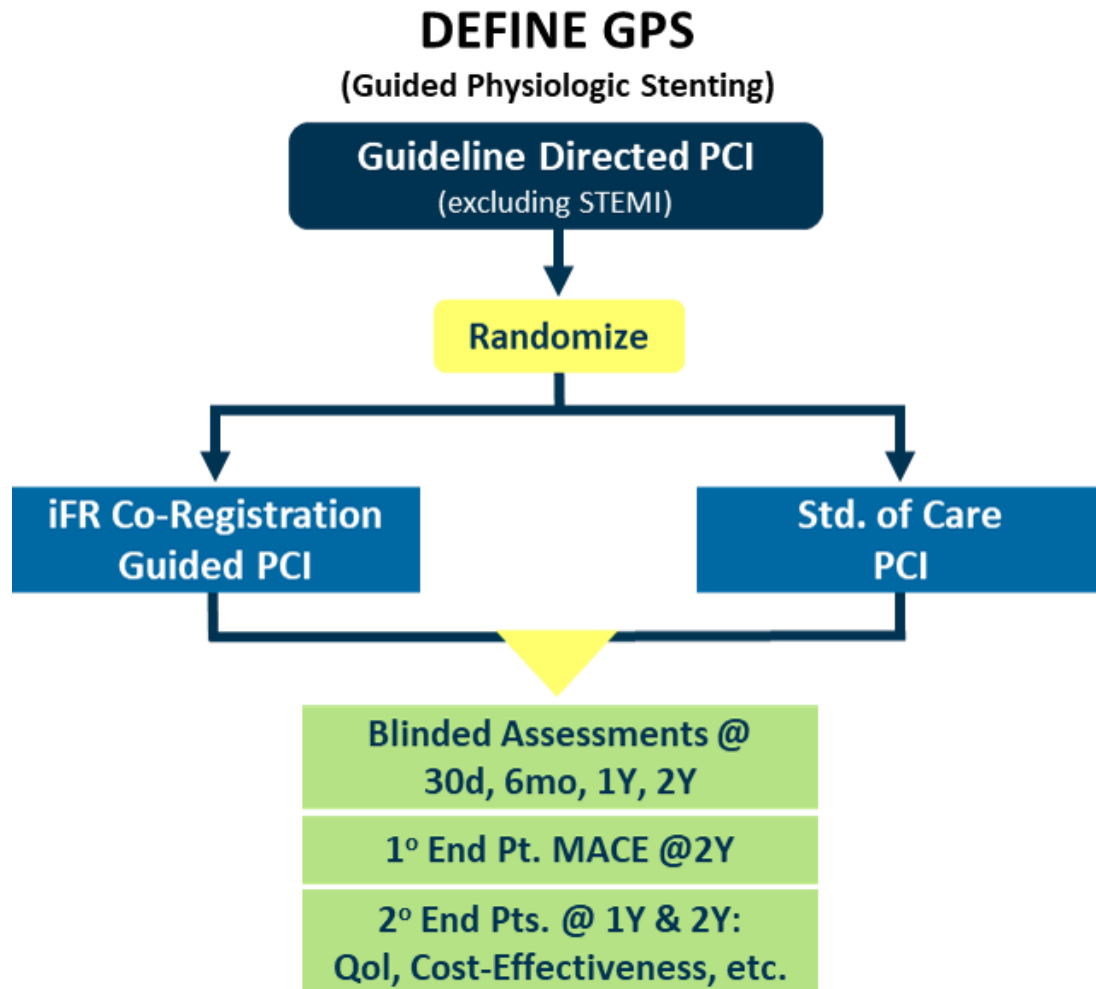 DEFINE GPS
(Guided Physiologic Stenting)
Guideline Directed PCI
(excluding STEMI)
Randomize
iFR Co-Registration
Guided PCI
Std. of Care
PCI
Blinded Assessments @
30d, 6mo, 1Y, 2Y
1º End Pt. MACE @2Y
2º End Pts. @ 1Y & 2Y:
Qol, Cost-Effectiveness, etc.